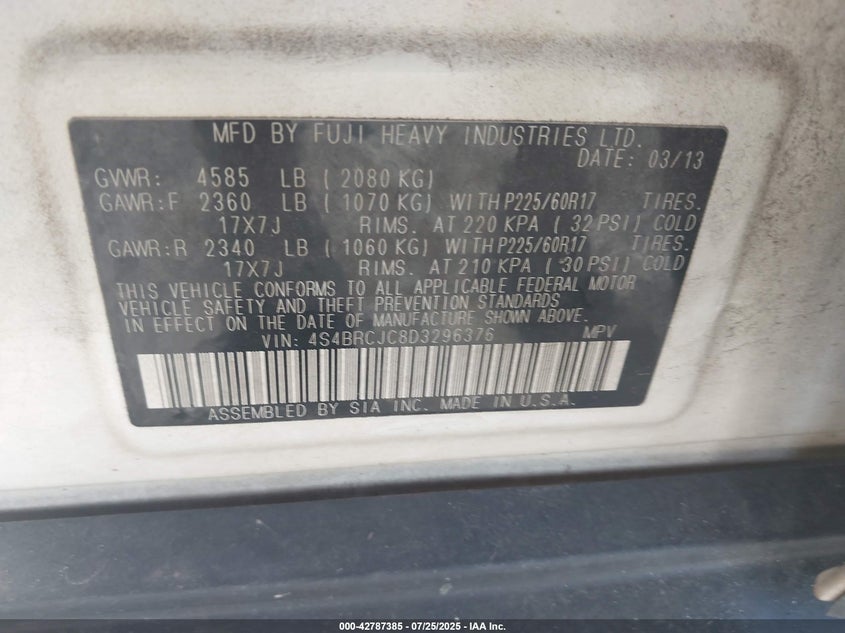 MFD BY FUJI HEAVY INDUSTRIES LTD.
DATE: 03/13
GVWR: 4585 LB ( 2080 KG)
GAWR:F 2360 LB ( 1070 KG) WITH P225/60R17 TIRES.
17X7J RIMS. AT 220 KPA ( 32 PSI) COLD
GAWR:R 2340 LB ( 1060 KG) WITH P225/60R17 TIRES.
17X7J RIMS. AT 210 KPA ( 30 PSI) COLD
THIS VEHICLE CONFORMS TO ALL APPLICABLE FEDERAL MOTOR
VEHICLE SAFETY AND THEFT PREVENTION STANDARDS
IN EFFECT ON THE DATE OF MANUFACTURE SHOWN ABOVE.
VIN: 4S4BRCJC8D3296376 MPV
ASSEMBLED BY SIA INC. MADE IN U.S.A.
000-42787385 - 07/25/2025 - IAA Inc.